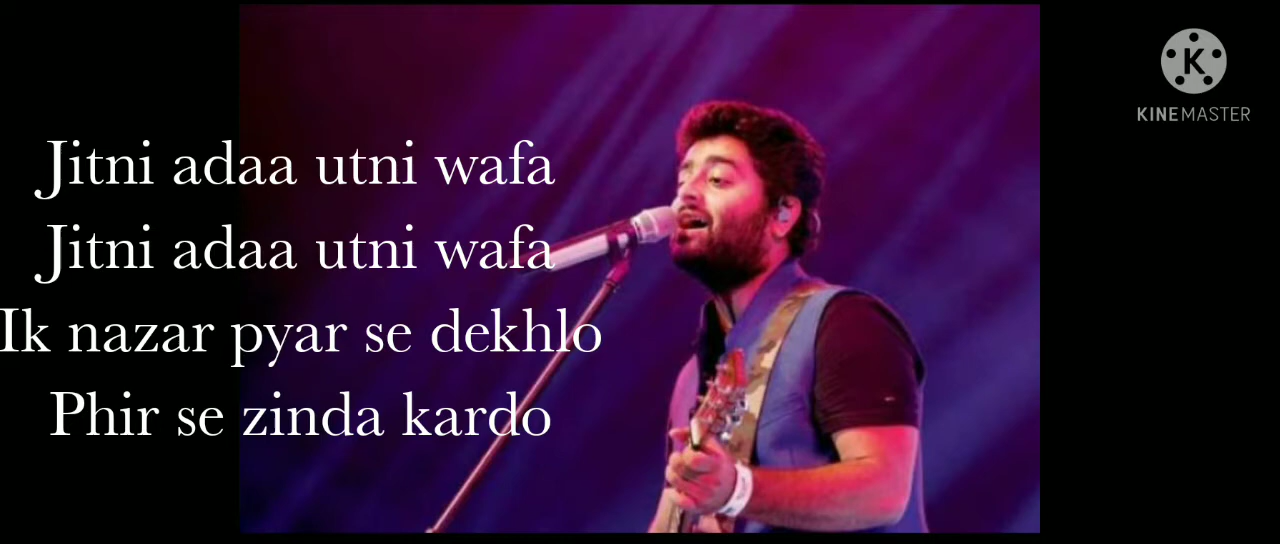 Jitni adaa utni wafa
Jitni adaa utni wafa
Ik nazar pyar se dekhlo
Phir se zinda kardo
K
KINEMASTER